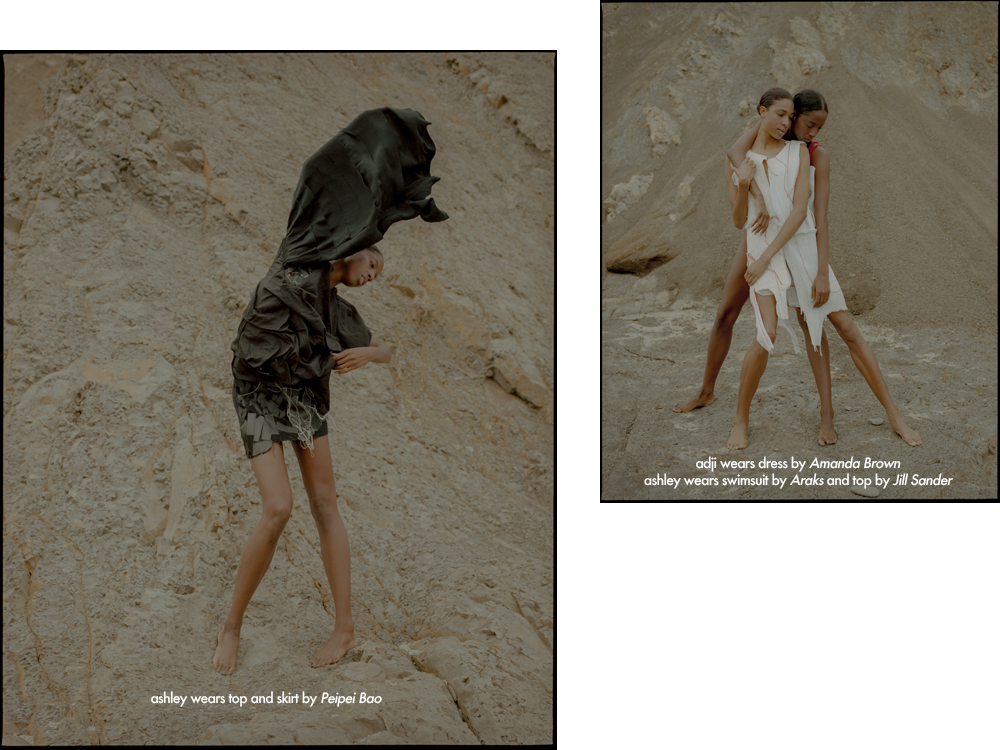 ashley wears top and skirt by Peipei Bao
adji wears dress by Amanda Brown
ashley wears swimsuit by Araks and top by Jill Sander